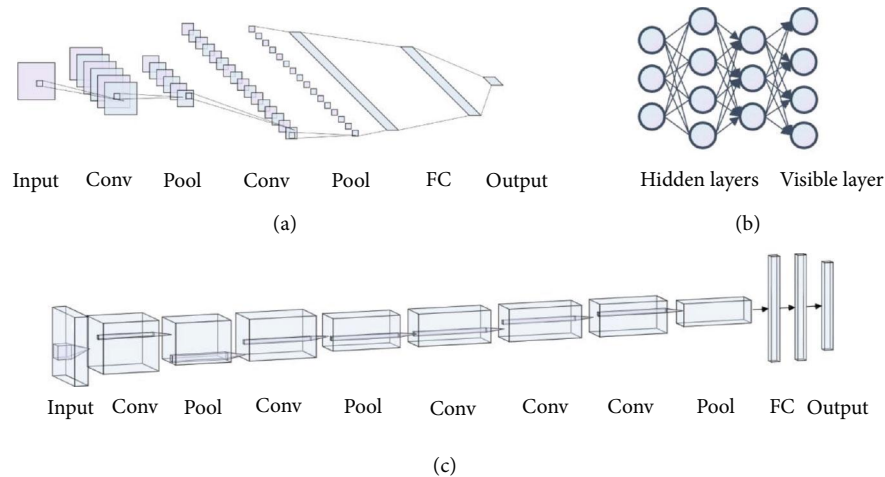 Input Conv Pool Conv Pool FC Output
(a)
Hidden layers Visible layer
(b)
Input Conv Pool Conv Pool Conv Conv Conv Pool FC Output
(c)